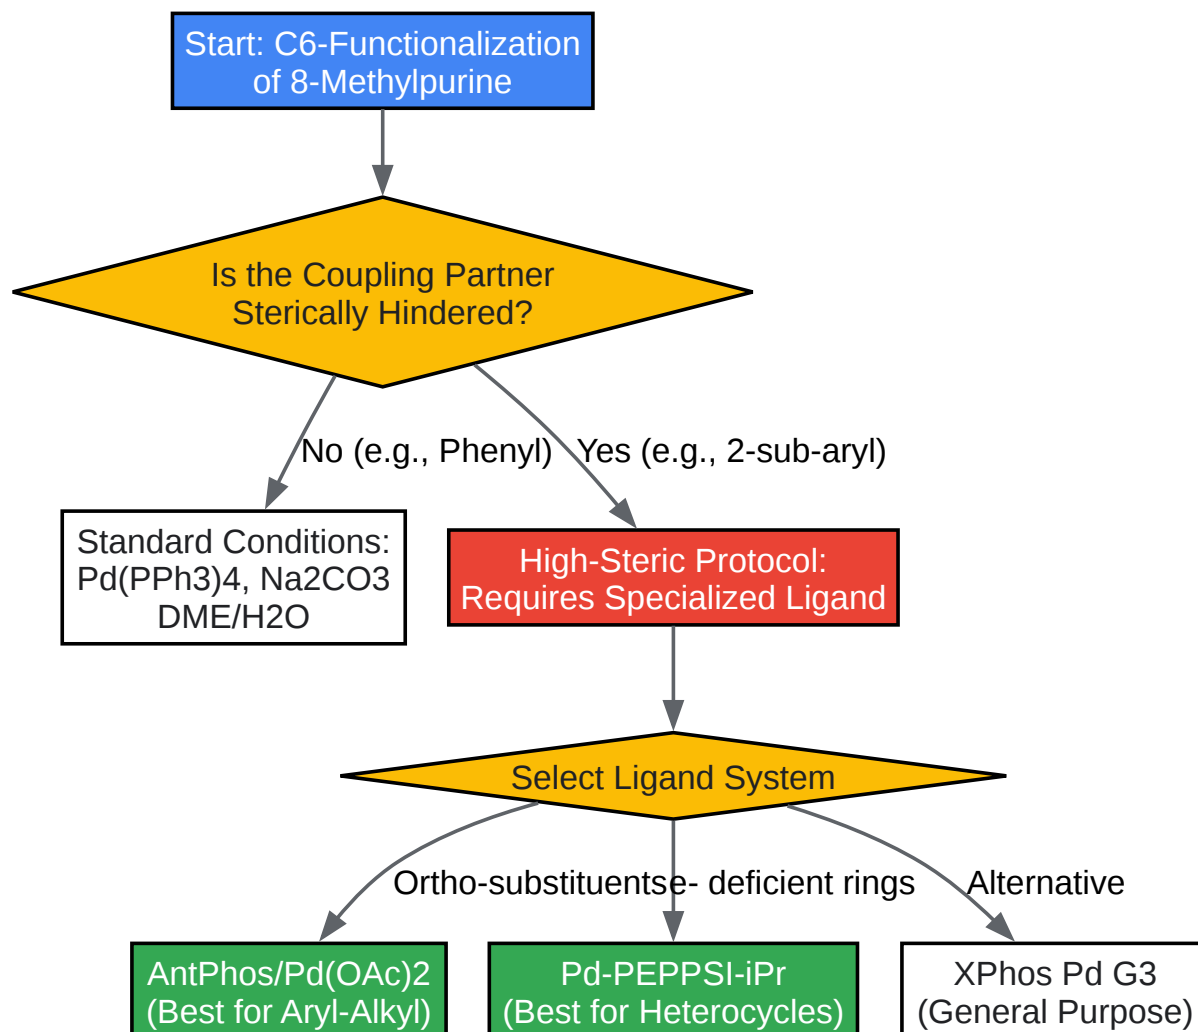 Start: C6-Functionalization
of 8-Methylpurine
Is the Coupling Partner
Sterically Hindered?
No (e.g., Phenyl)
Yes (e.g., 2-sub-aryl)
Standard Conditions:
Pd(PPh3)4, Na2CO3
DME/H2O
High-Steric Protocol:
Requires Specialized Ligand
Select Ligand System
Ortho-substituents
e- deficient rings
Alternative
AntPhos/Pd(OAc)2
(Best for Aryl-Alkyl)
Pd-PEPPSI-iPr
(Best for Heterocycles)
XPhos Pd G3
(General Purpose)